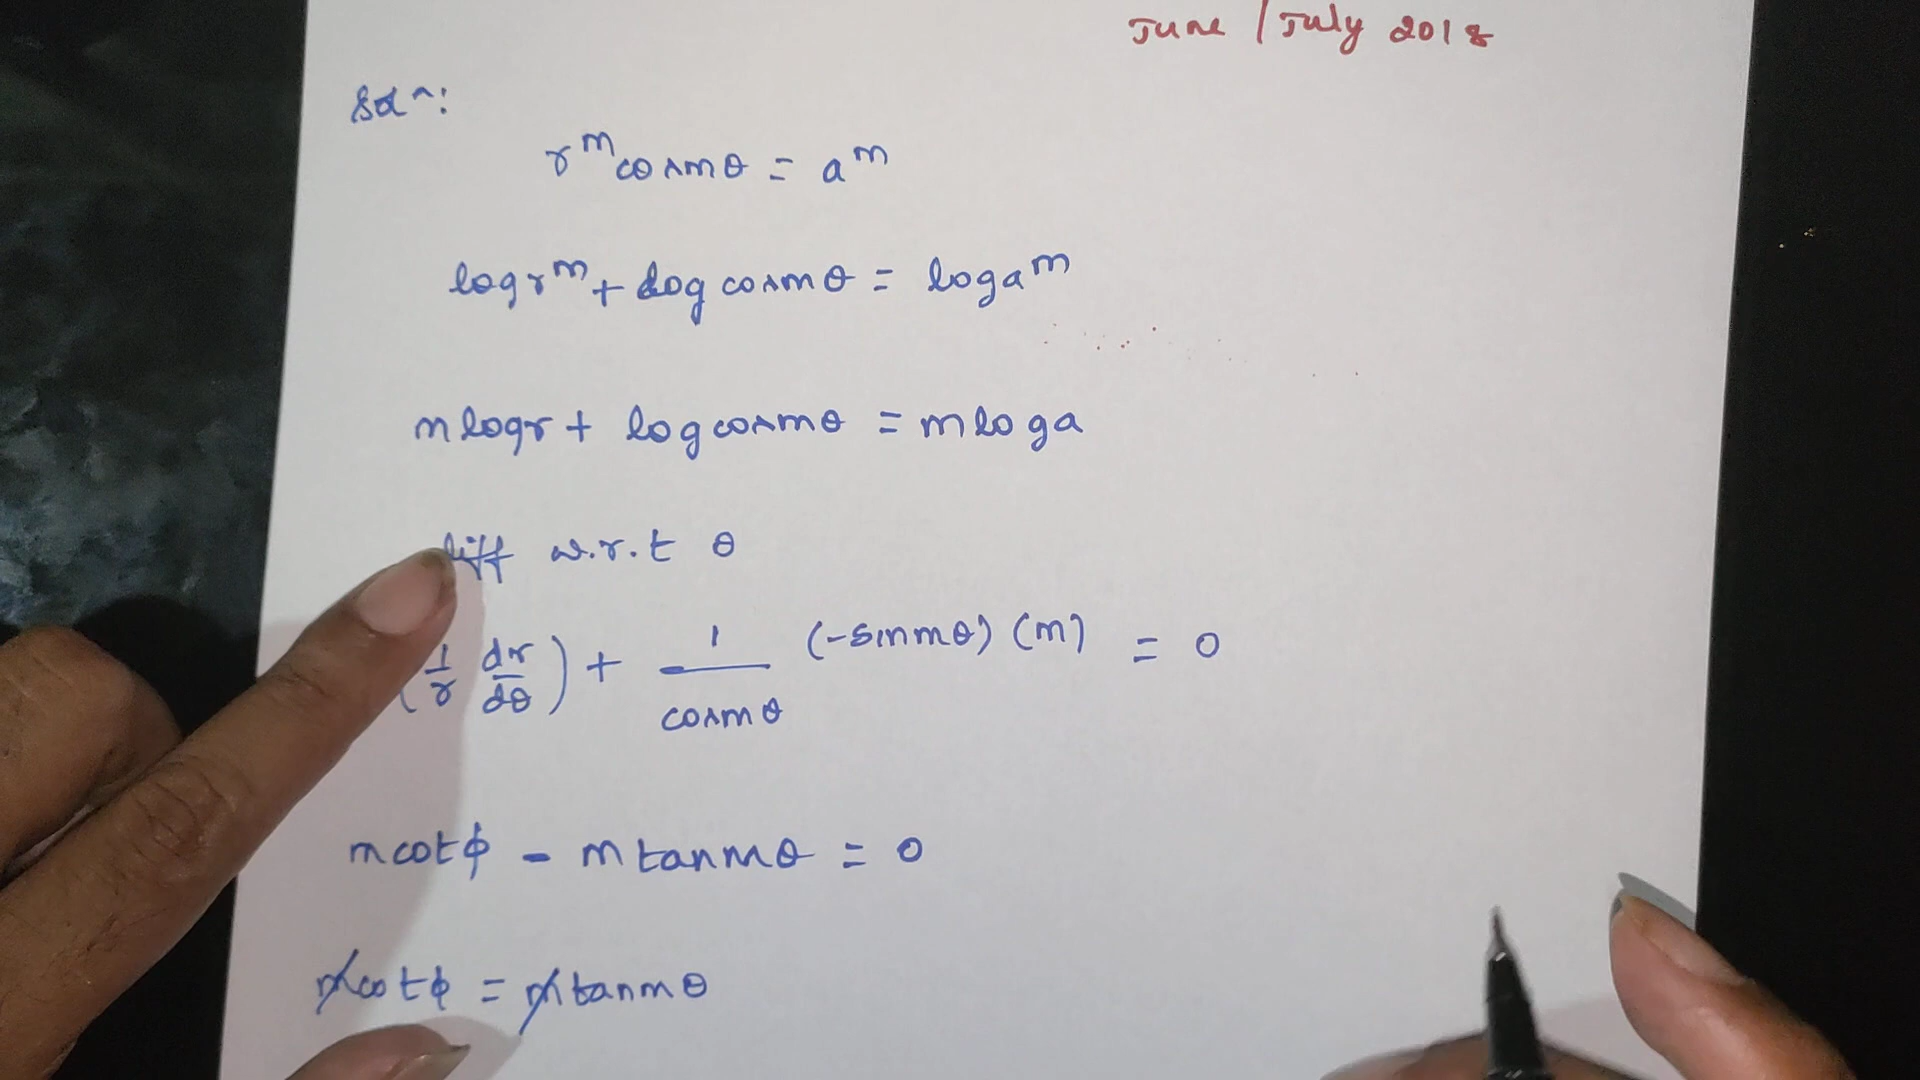 June / July 2018
Sol^n:
r^m cos mθ = a^m
log r^m + log cos mθ = log a^m
m log r + log cos mθ = m log a
diff w.r.t θ
(1/r dr/dθ) + 1/cos mθ (-sin mθ) (m) = 0
m cot ϕ - m tan mθ = 0
m cot ϕ = m tan mθ